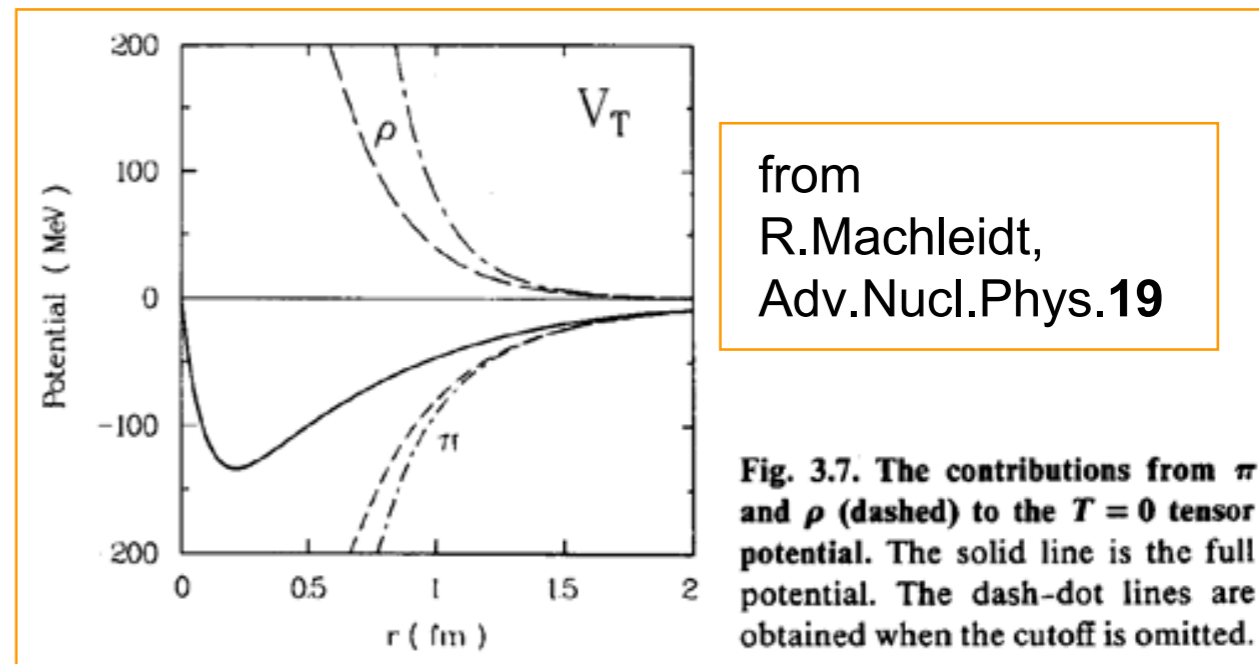 200
100
0
-100
200
Potential ( MeV )
V_T
ρ
π
0
0.5
1
1.5
2
r ( fm )
from
R.Machleidt,
Adv.Nucl.Phys.19
Fig. 3.7. The contributions from π
and ρ (dashed) to the T = 0 tensor
potential. The solid line is the full
potential. The dash-dot lines are
obtained when the cutoff is omitted.